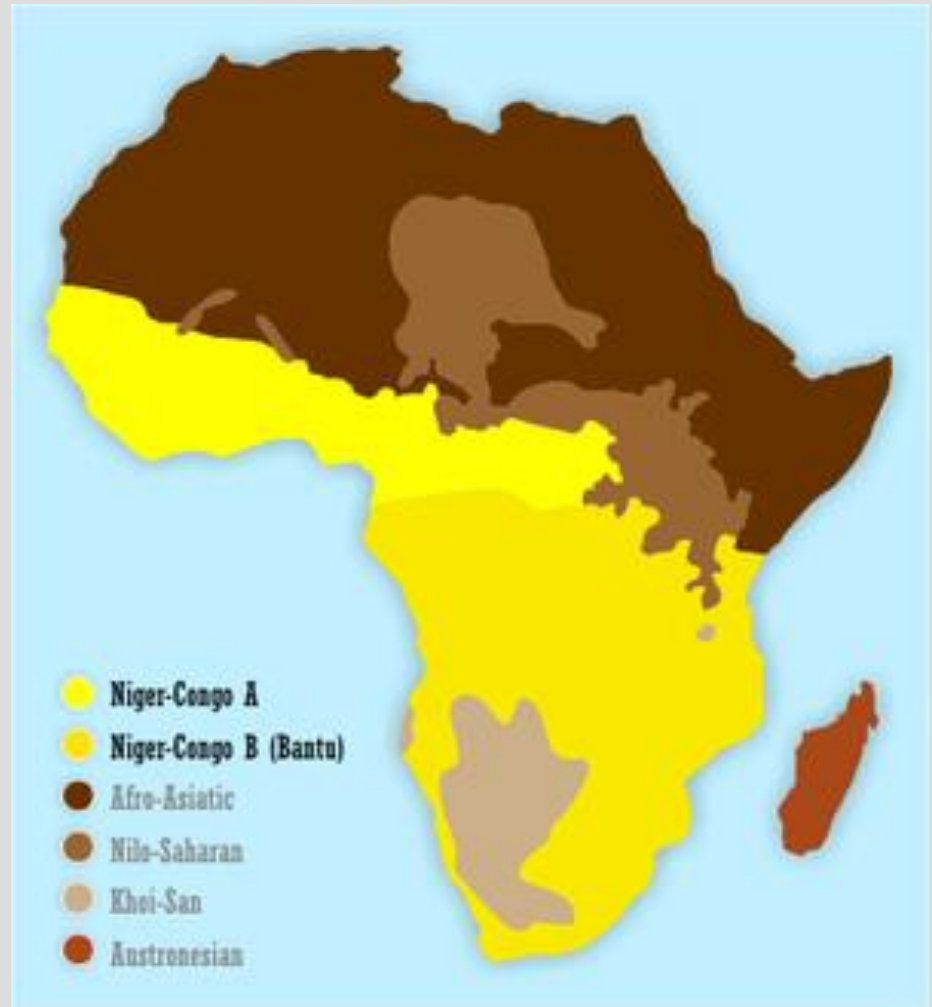 Niger-Congo A
Niger-Congo B (Bantu)
Afro-Asiatic
Nilo-Saharan
Khoi-San
Austronesian